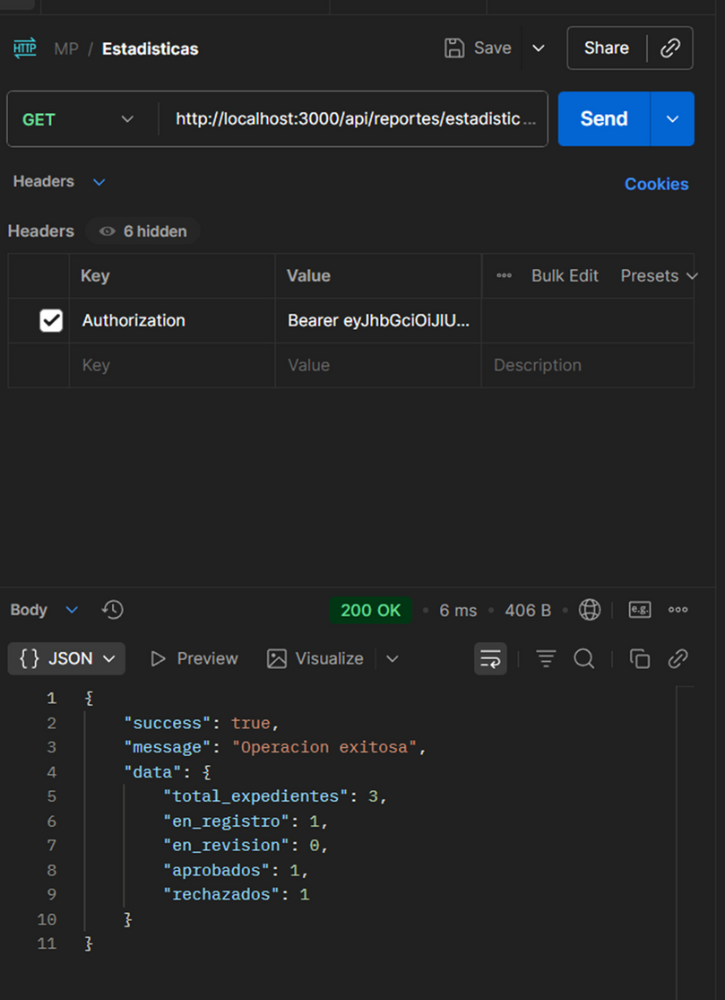 HTTP MP / Estadisticas Save Share
GET http://localhost:3000/api/reportes/estadistic ... Send
Headers Cookies
Headers 6 hidden
Key Value ooo Bulk Edit Presets
Authorization Bearer eyJhbGciOiJIU...
Key Value Description
Body 200 OK • 6 ms • 406 B • e.g. ooo
{} JSON Preview Visualize
1 {
2 "success": true,
3 "message": "Operacion exitosa",
4 "data": {
5 "total_expedientes": 3,
6 "en_registro": 1,
7 "en_revision": 0,
8 "aprobados": 1,
9 "rechazados": 1
10 }
11 }